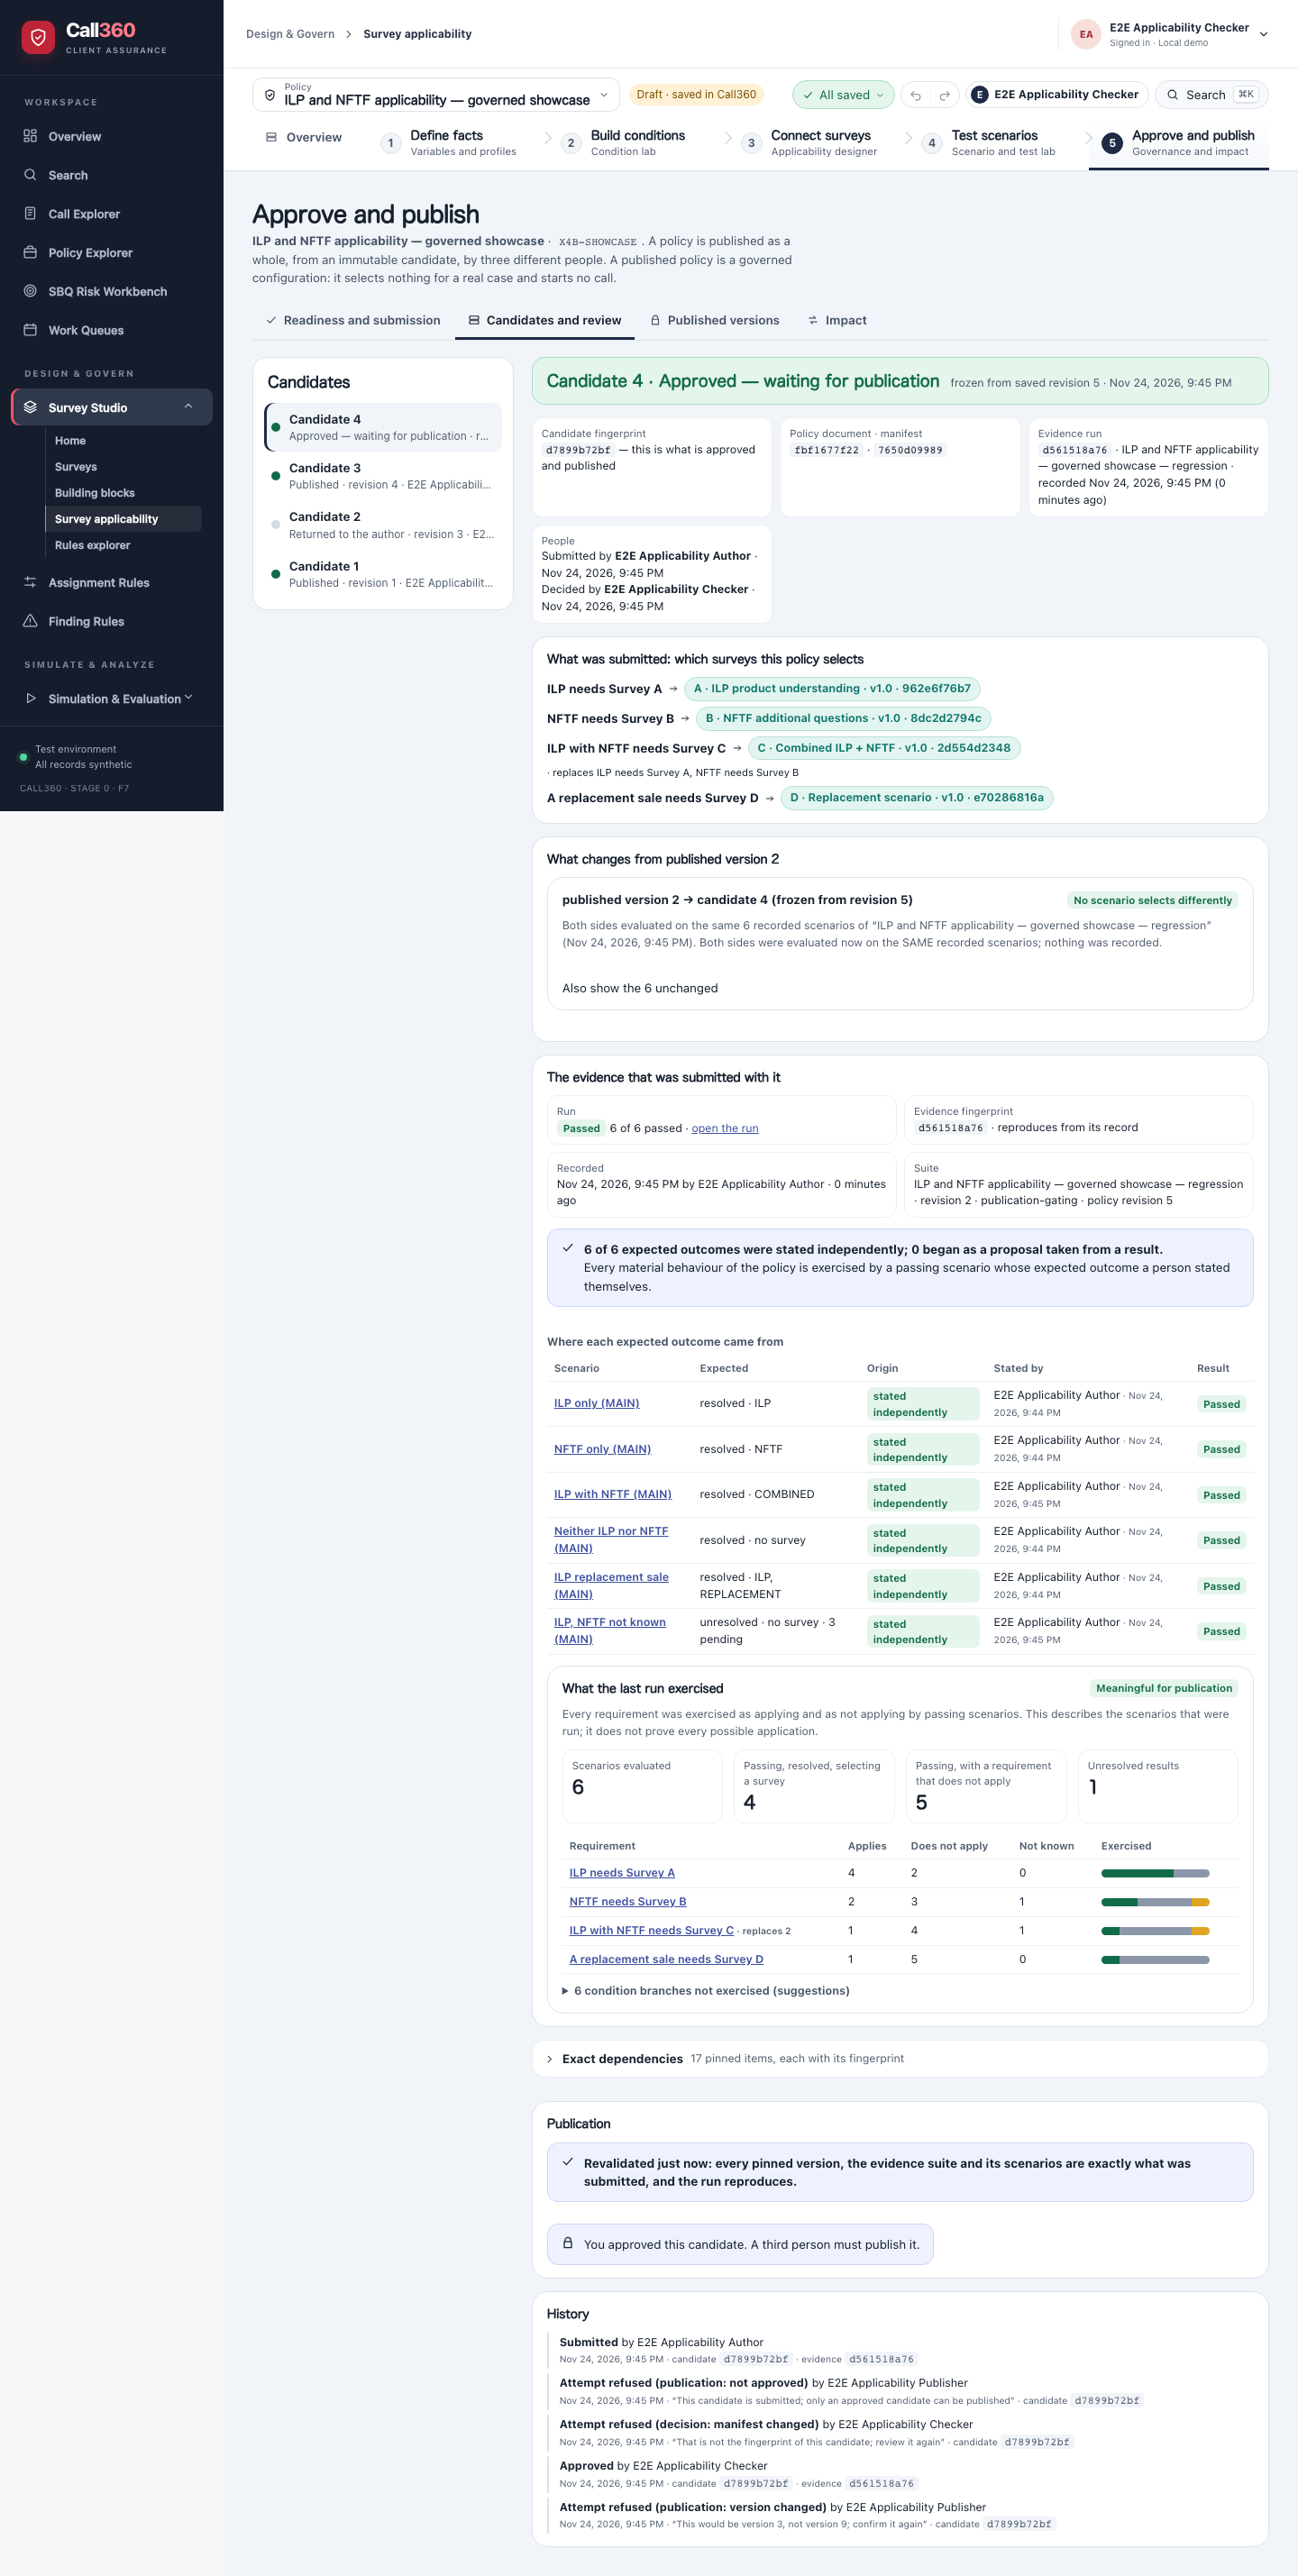 Call360
CLIENT ASSURANCE
WORKSPACE
Overview
Search
Call Explorer
Policy Explorer
SBQ Risk Workbench
Work Queues
DESIGN & GOVERN
Survey Studio
Home
Surveys
Building blocks
Survey applicability
Rules explorer
Assignment Rules
Finding Rules
SIMULATE & ANALYZE
Simulation & Evaluation
Test environment
All records synthetic
CALL360 · STAGE 0 · F7
Design & Govern > Survey applicability
EA
E2E Applicability Checker
Signed in · Local demo
Policy
ILP and NFTF applicability — governed showcase
Draft · saved in Call360
All saved
E E2E Applicability Checker
Search ⌘K
Overview
1 Define facts
Variables and profiles
2 Build conditions
Condition lab
3 Connect surveys
Applicability designer
4 Test scenarios
Scenario and test lab
5 Approve and publish
Governance and impact
Approve and publish
ILP and NFTF applicability — governed showcase · X4B-SHOWCASE . A policy is published as a
whole, from an immutable candidate, by three different people. A published policy is a governed
configuration: it selects nothing for a real case and starts no call.
Readiness and submission
Candidates and review
Published versions
Impact
Candidates
Candidate 4
Approved — waiting for publication · r...
Candidate 3
Published · revision 4 · E2E Applicabili...
Candidate 2
Returned to the author · revision 3 · E2...
Candidate 1
Published · revision 1 · E2E Applicabilit...
Candidate 4 · Approved — waiting for publication frozen from saved revision 5 · Nov 24, 2026, 9:45 PM
Candidate fingerprint
d7899b72bf — this is what is approved
and published
Policy document · manifest
fbf1677f22 · 7650d09989
Evidence run
d561518a76 · ILP and NFTF applicability
— governed showcase — regression ·
recorded Nov 24, 2026, 9:45 PM (0
minutes ago)
People
Submitted by E2E Applicability Author ·
Nov 24, 2026, 9:45 PM
Decided by E2E Applicability Checker ·
Nov 24, 2026, 9:45 PM
What was submitted: which surveys this policy selects
ILP needs Survey A → A · ILP product understanding · v1.0 · 962e6f76b7
NFTF needs Survey B → B · NFTF additional questions · v1.0 · 8dc2d2794c
ILP with NFTF needs Survey C → C · Combined ILP + NFTF · v1.0 · 2d554d2348
· replaces ILP needs Survey A, NFTF needs Survey B
A replacement sale needs Survey D → D · Replacement scenario · v1.0 · e70286816a
What changes from published version 2
published version 2 → candidate 4 (frozen from revision 5)
No scenario selects differently
Both sides evaluated on the same 6 recorded scenarios of “ILP and NFTF applicability — governed showcase — regression”
(Nov 24, 2026, 9:45 PM). Both sides were evaluated now on the SAME recorded scenarios; nothing was recorded.
Also show the 6 unchanged
The evidence that was submitted with it
Run
Passed 6 of 6 passed · open the run
Evidence fingerprint
d561518a76 · reproduces from its record
Recorded
Nov 24, 2026, 9:45 PM by E2E Applicability Author · 0 minutes
ago
Suite
ILP and NFTF applicability — governed showcase — regression
· revision 2 · publication-gating · policy revision 5
6 of 6 expected outcomes were stated independently; 0 began as a proposal taken from a result.
Every material behaviour of the policy is exercised by a passing scenario whose expected outcome a person stated
themselves.
Where each expected outcome came from
Scenario Expected Origin Stated by Result
ILP only (MAIN) resolved · ILP stated independently E2E Applicability Author · Nov 24, 2026, 9:44 PM Passed
NFTF only (MAIN) resolved · NFTF stated independently E2E Applicability Author · Nov 24, 2026, 9:44 PM Passed
ILP with NFTF (MAIN) resolved · COMBINED stated independently E2E Applicability Author · Nov 24, 2026, 9:45 PM Passed
Neither ILP nor NFTF (MAIN) resolved · no survey stated independently E2E Applicability Author · Nov 24, 2026, 9:44 PM Passed
ILP replacement sale (MAIN) resolved · ILP, REPLACEMENT stated independently E2E Applicability Author · Nov 24, 2026, 9:44 PM Passed
ILP, NFTF not known (MAIN) unresolved · no survey · 3 pending stated independently E2E Applicability Author · Nov 24, 2026, 9:45 PM Passed
What the last run exercised
Meaningful for publication
Every requirement was exercised as applying and as not applying by passing scenarios. This describes the scenarios that were
run; it does not prove every possible application.
Scenarios evaluated
6
Passing, resolved, selecting
a survey
4
Passing, with a requirement
that does not apply
5
Unresolved results
1
Requirement Applies Does not apply Not known Exercised
ILP needs Survey A 4 2 0
NFTF needs Survey B 2 3 1
ILP with NFTF needs Survey C · replaces 2 1 4 1
A replacement sale needs Survey D 1 5 0
6 condition branches not exercised (suggestions)
Exact dependencies 17 pinned items, each with its fingerprint
Publication
Revalidated just now: every pinned version, the evidence suite and its scenarios are exactly what was
submitted, and the run reproduces.
You approved this candidate. A third person must publish it.
History
Submitted by E2E Applicability Author
Nov 24, 2026, 9:45 PM · candidate d7899b72bf · evidence d561518a76
Attempt refused (publication: not approved) by E2E Applicability Publisher
Nov 24, 2026, 9:45 PM · “This candidate is submitted; only an approved candidate can be published” · candidate d7899b72bf
Attempt refused (decision: manifest changed) by E2E Applicability Checker
Nov 24, 2026, 9:45 PM · “That is not the fingerprint of this candidate; review it again” · candidate d7899b72bf
Approved by E2E Applicability Checker
Nov 24, 2026, 9:45 PM · candidate d7899b72bf · evidence d561518a76
Attempt refused (publication: version changed) by E2E Applicability Publisher
Nov 24, 2026, 9:45 PM · “This would be version 3, not version 9; confirm it again” · candidate d7899b72bf